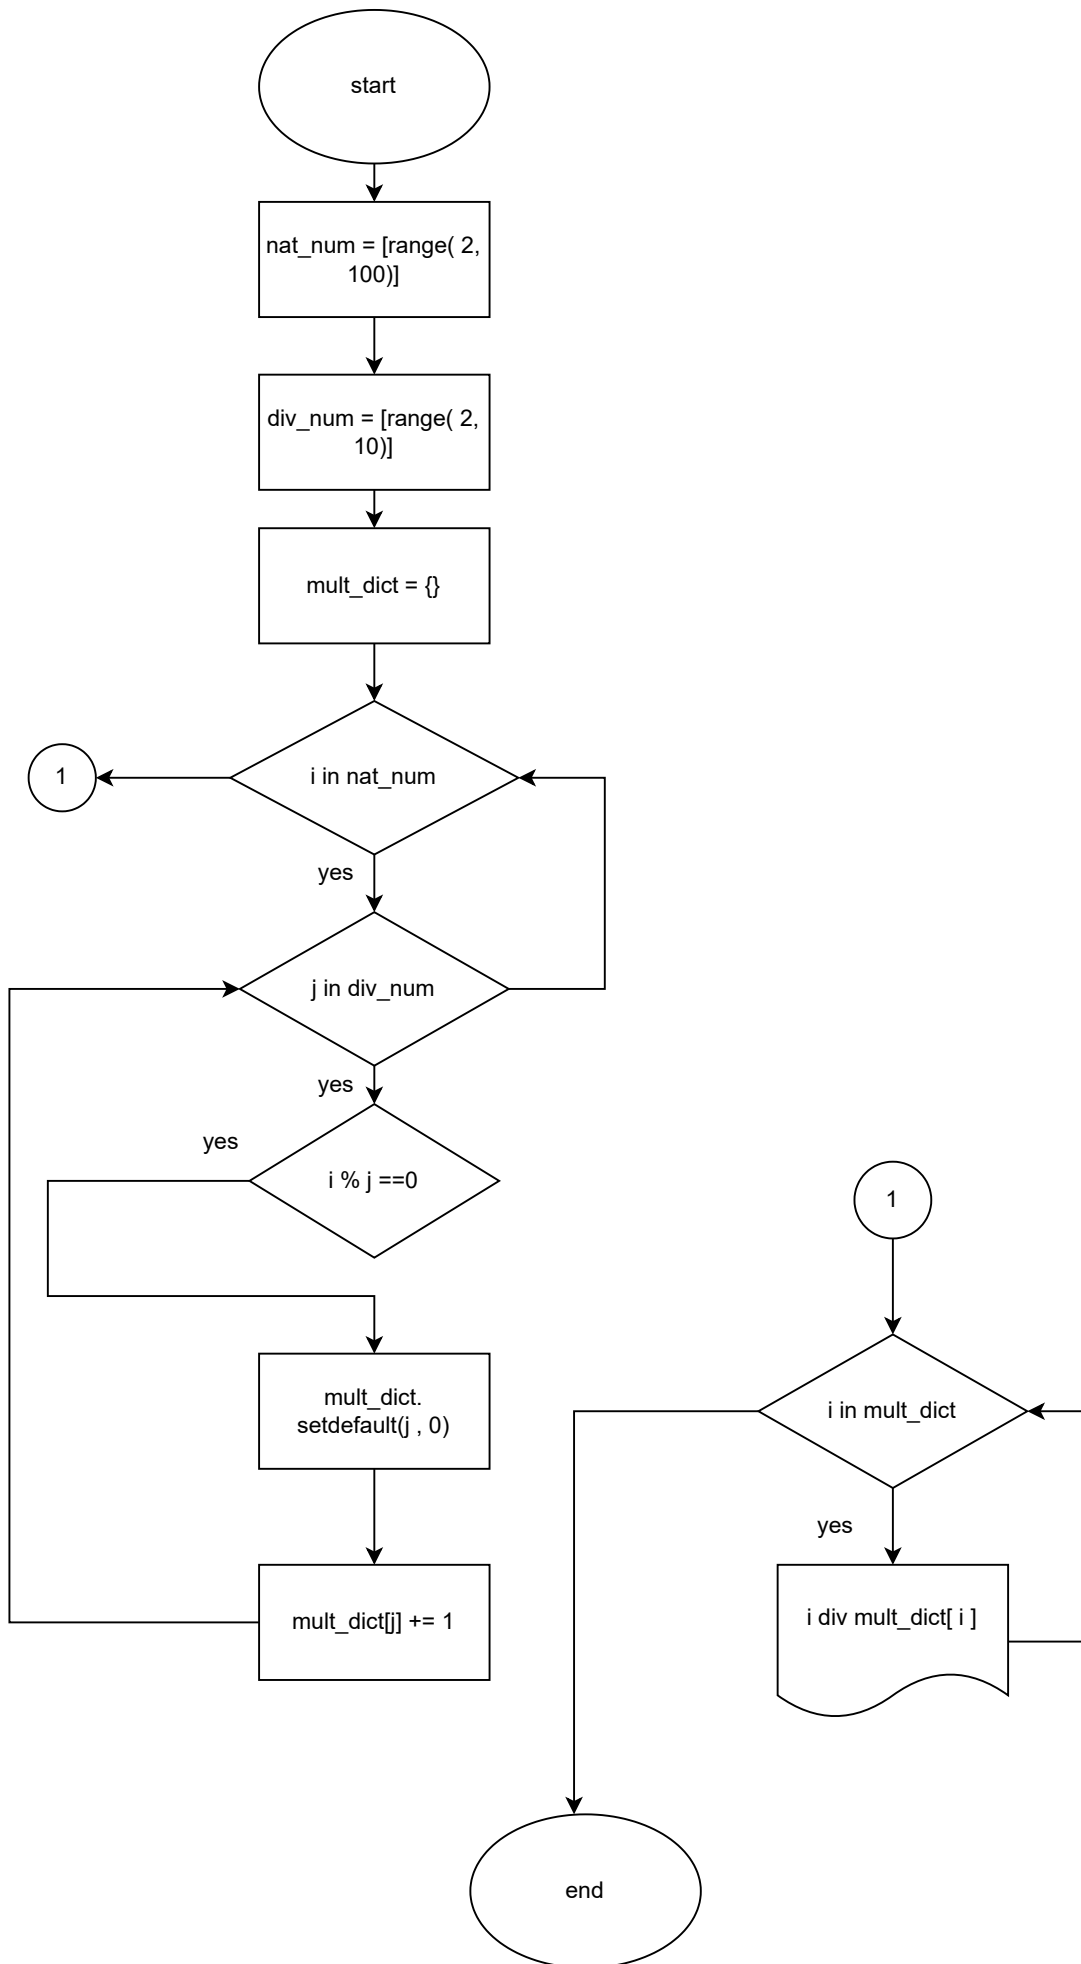 start
nat_num = [range( 2,
100)]
div_num = [range( 2,
10)]
mult_dict = {}
i in nat_num
1
yes
j in div_num
yes
yes
i % j ==0
mult_dict.
setdefault(j , 0)
mult_dict[j] += 1
1
i in mult_dict
yes
i div mult_dict[ i ]
end